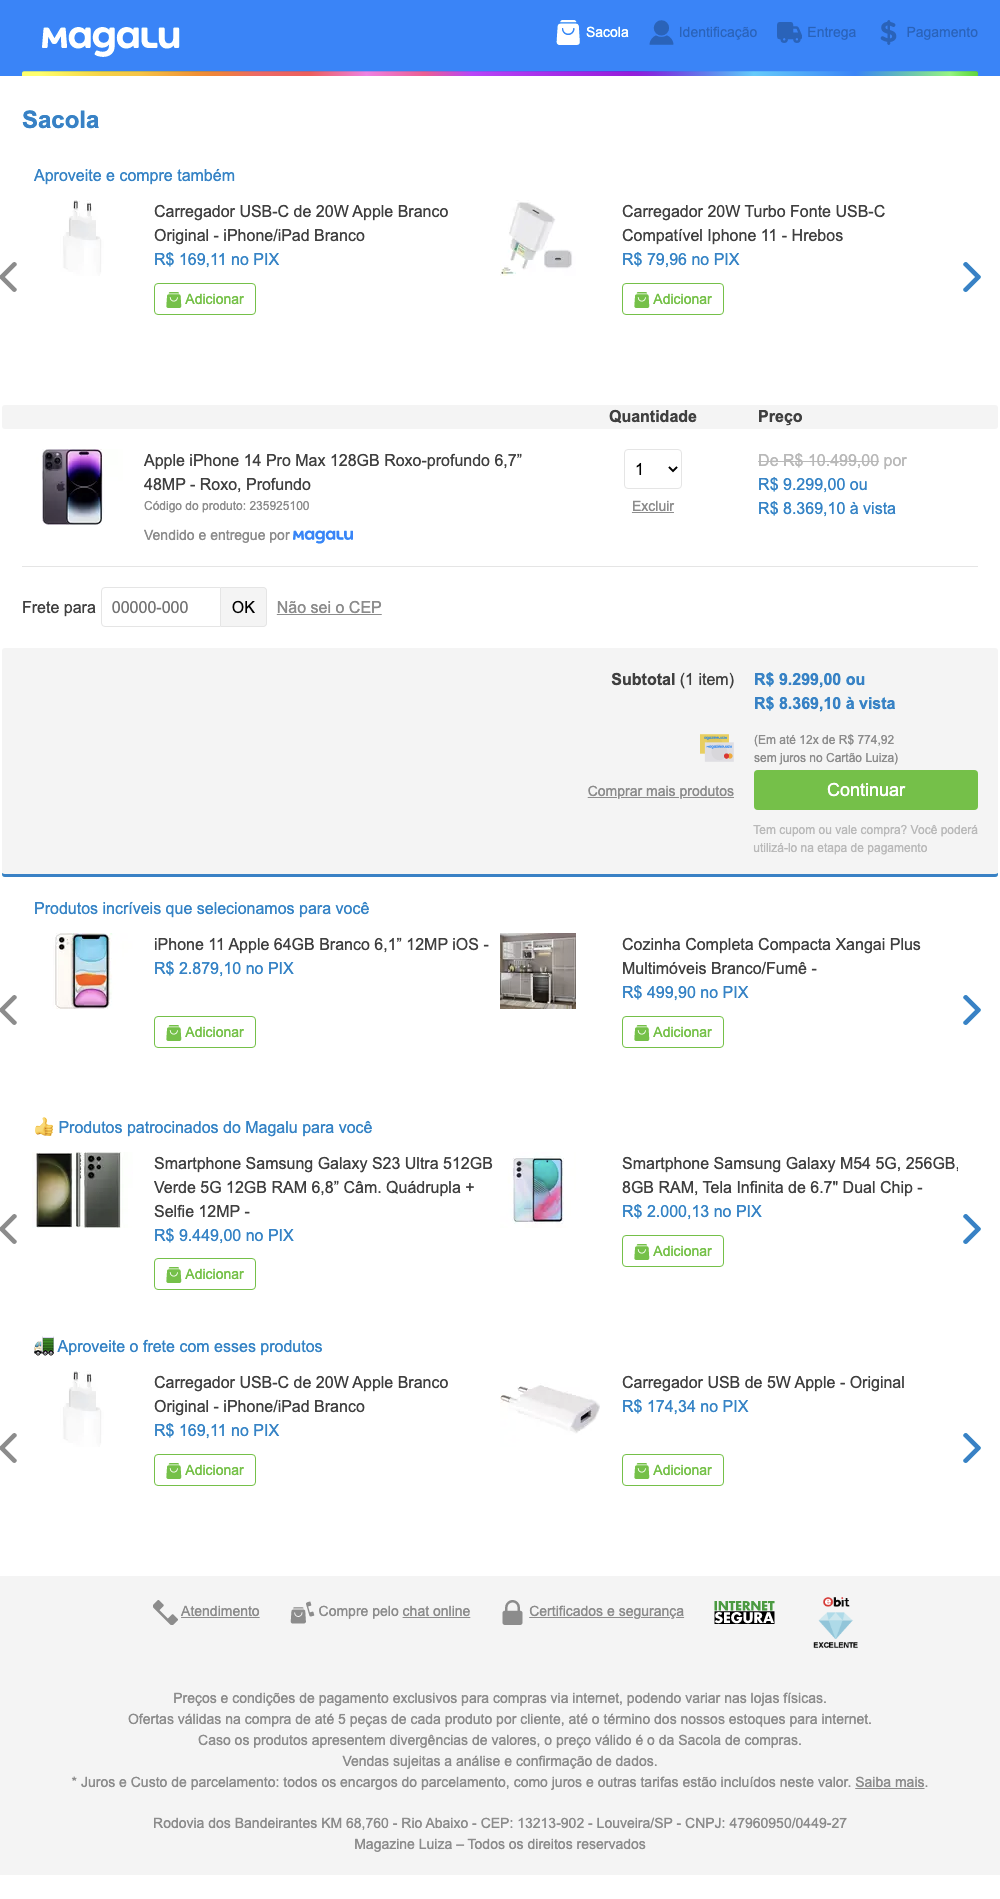 Magalu
Sacola
Identificação
Entrega
Pagamento
Sacola
Aproveite e compre também
Carregador USB-C de 20W Apple Branco
Original - iPhone/iPad Branco
R$ 169,11 no PIX
Adicionar
Carregador 20W Turbo Fonte USB-C
Compatível Iphone 11 - Hrebos
R$ 79,96 no PIX
Adicionar
Quantidade
Preço
Apple iPhone 14 Pro Max 128GB Roxo-profundo 6,7”
48MP - Roxo, Profundo
Código do produto: 235925100
Vendido e entregue por Magalu
1
Excluir
De R$ 10.499,00 por
R$ 9.299,00 ou
R$ 8.369,10 à vista
Frete para 00000-000 OK Não sei o CEP
Subtotal (1 item)
R$ 9.299,00 ou
R$ 8.369,10 à vista
(Em até 12x de R$ 774,92
sem juros no Cartão Luiza)
Comprar mais produtos
Continuar
Tem cupom ou vale compra? Você poderá
utilizá-lo na etapa de pagamento
Produtos incríveis que selecionamos para você
iPhone 11 Apple 64GB Branco 6,1” 12MP iOS -
R$ 2.879,10 no PIX
Adicionar
Cozinha Completa Compacta Xangai Plus
Multimóveis Branco/Fumê -
R$ 499,90 no PIX
Adicionar
👍 Produtos patrocinados do Magalu para você
Smartphone Samsung Galaxy S23 Ultra 512GB
Verde 5G 12GB RAM 6,8” Câm. Quádrupla +
Selfie 12MP -
R$ 9.449,00 no PIX
Adicionar
Smartphone Samsung Galaxy M54 5G, 256GB,
8GB RAM, Tela Infinita de 6.7" Dual Chip -
R$ 2.000,13 no PIX
Adicionar
🚛 Aproveite o frete com esses produtos
Carregador USB-C de 20W Apple Branco
Original - iPhone/iPad Branco
R$ 169,11 no PIX
Adicionar
Carregador USB de 5W Apple - Original
R$ 174,34 no PIX
Adicionar
Atendimento
Compre pelo chat online
Certificados e segurança
INTERNET
SEGURA
Ebit
EXCELENTE
Preços e condições de pagamento exclusivos para compras via internet, podendo variar nas lojas físicas.
Ofertas válidas na compra de até 5 peças de cada produto por cliente, até o término dos nossos estoques para internet.
Caso os produtos apresentem divergências de valores, o preço válido é o da Sacola de compras.
Vendas sujeitas a análise e confirmação de dados.
* Juros e Custo de parcelamento: todos os encargos do parcelamento, como juros e outras tarifas estão incluídos neste valor. Saiba mais.
Rodovia dos Bandeirantes KM 68,760 - Rio Abaixo - CEP: 13213-902 - Louveira/SP - CNPJ: 47960950/0449-27
Magazine Luiza – Todos os direitos reservados